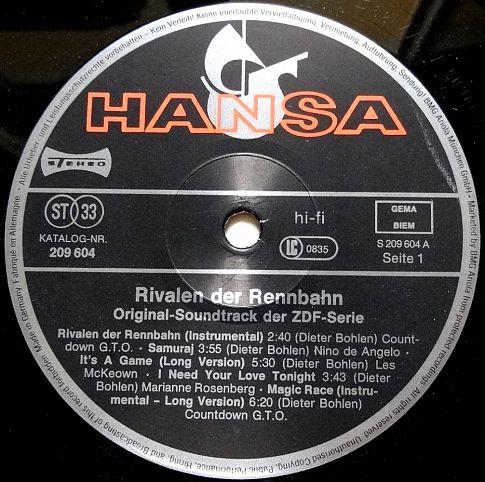 Alle Urheber- und Leistungsschutzrechte vorbehalten – Kein Verleih! Keine unerlaubte Vervielfältigung, Vermietung, Aufführung, Sendung! BMG Ariola München GmbH · Marketed by BMG Ariola
HANSA
STEREO
ST 33
KATALOG-NR.
209 604
hi-fi
LC 0835
GEMA
BIEM
S 209 604 A
Seite 1
Rivalen der Rennbahn
Original-Soundtrack der ZDF-Serie
Rivalen der Rennbahn (Instrumental) 2:40 (Dieter Bohlen) Count-
down G.T.O. · Samuraj 3:55 (Dieter Bohlen) Nino de Angelo ·
It's A Game (Long Version) 5:30 (Dieter Bohlen) Les
McKeown · I Need Your Love Tonight 3:43 (Dieter
Bohlen) Marianne Rosenberg · Magic Race (Instru-
mental – Long Version) 6:20 (Dieter Bohlen)
Countdown G.T.O.
All rights reserved. Unauthorised Copying, Public Performance, Hiring, and Broadcasting of this record forbidden. Made in Germany. Fabriqué en Allemagne.